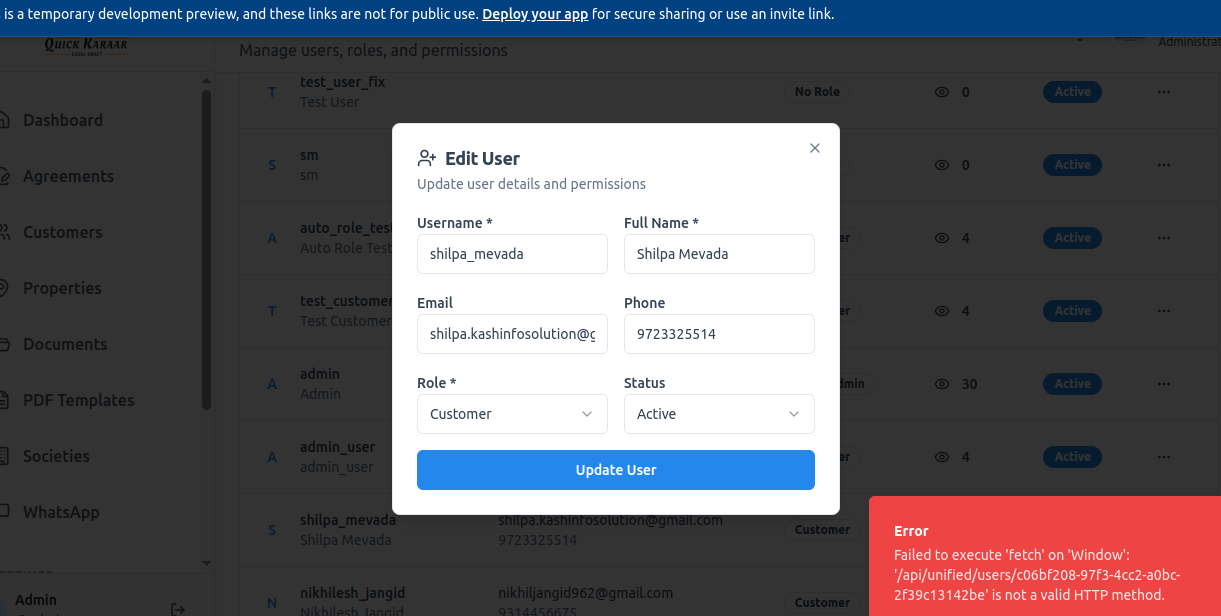 is a temporary development preview, and these links are not for public use. Deploy your app for secure sharing or use an invite link.
QUICK KARAAR
LEGAL DRAFT
Manage users, roles, and permissions
Administrat
Dashboard
Agreements
Customers
Properties
Documents
PDF Templates
Societies
WhatsApp
Admin
test_user_fix
Test User
No Role
0
Active
sm
sm
0
Active
auto_role_test
Auto Role Test
er
4
Active
test_customer
Test Customer
er
4
Active
admin
Admin
dmin
30
Active
admin_user
admin_user
er
4
Active
shilpa_mevada
Shilpa Mevada
shilpa.kashinfosolution@gmail.com
9723325514
Customer
nikhilesh_jangid
Nikhilesh Jangid
nikhiljangid962@gmail.com
9314456675
Customer
Edit User
Update user details and permissions
Username *
Full Name *
shilpa_mevada
Shilpa Mevada
Email
Phone
shilpa.kashinfosolution@g
9723325514
Role *
Status
Customer
Active
Update User
Error
Failed to execute 'fetch' on 'Window':
'/api/unified/users/c06bf208-97f3-4cc2-a0bc-
2f39c13142be' is not a valid HTTP method.